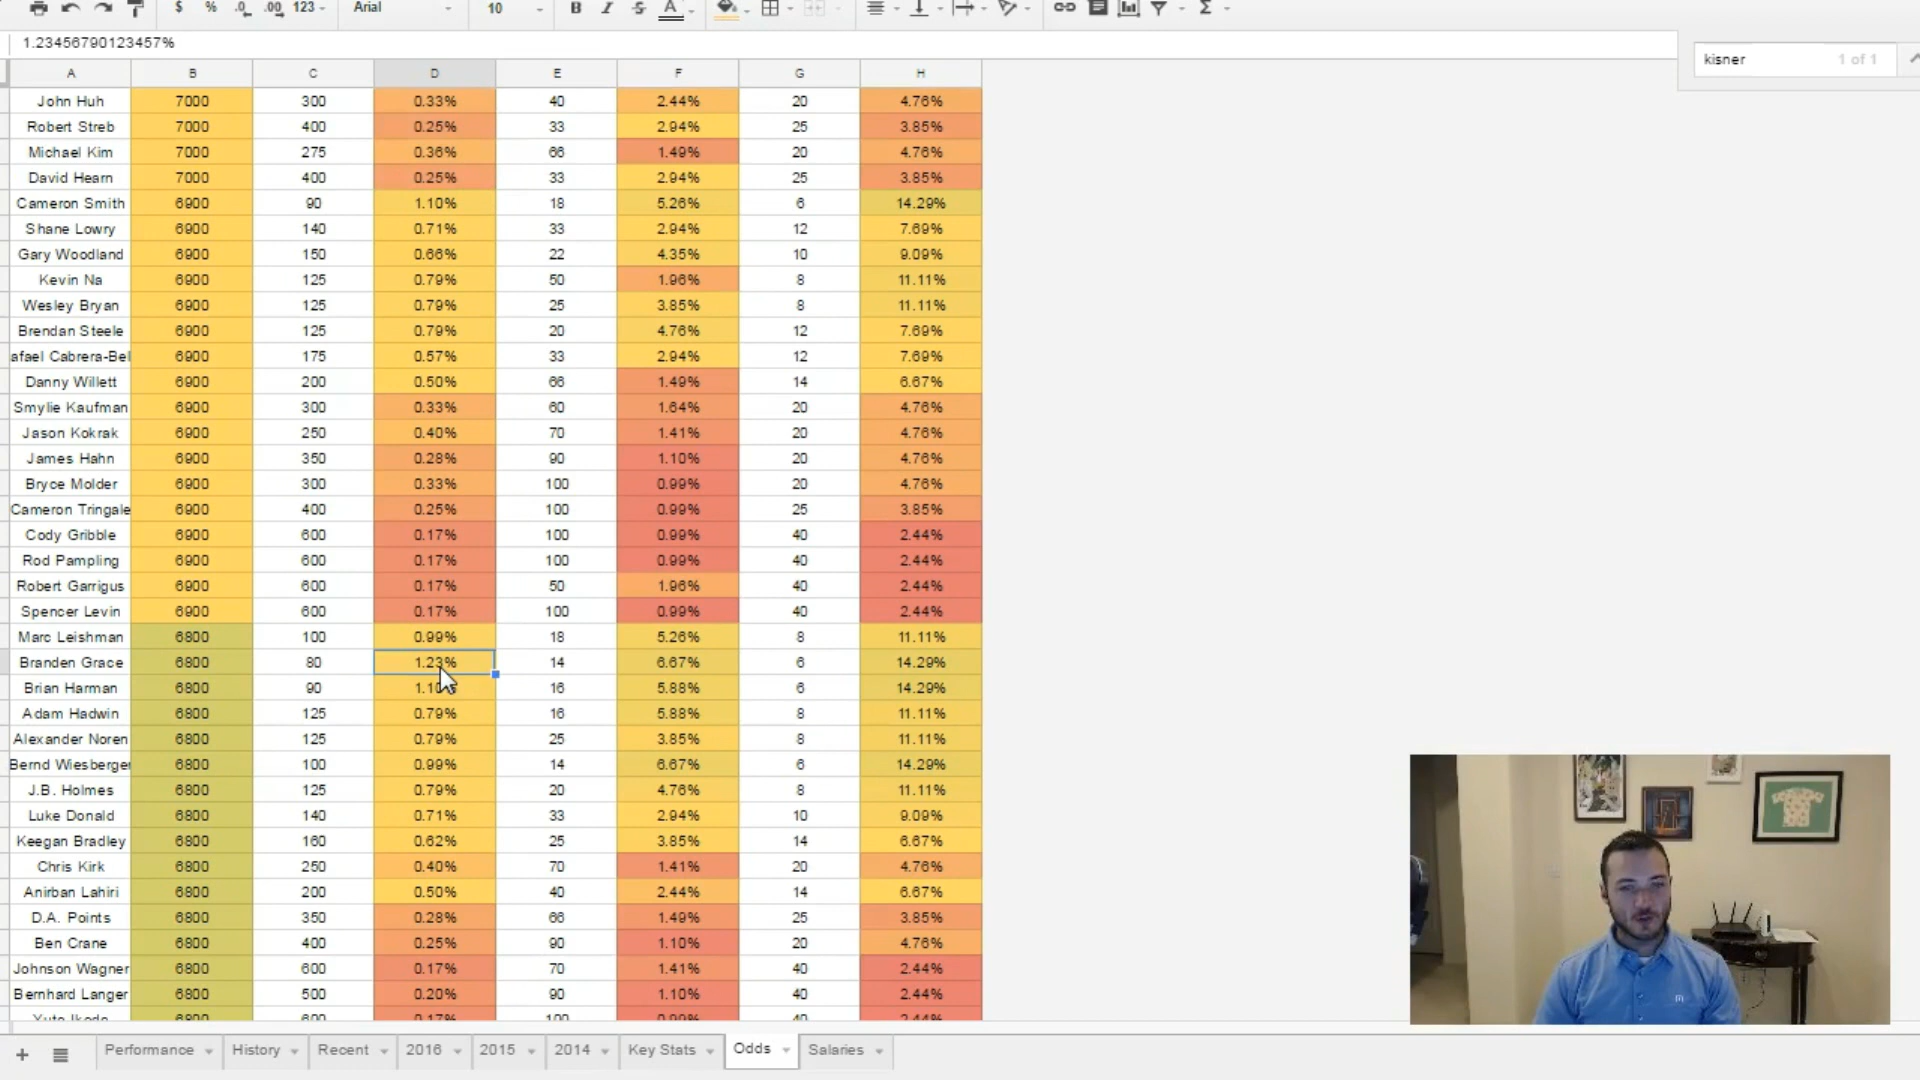 $ % .0 .00 123 Arial 10 B I S A Σ
1.23456790123457%
kisner 1 of 1
A B C D E F G H
John Huh 7000 300 0.33% 40 2.44% 20 4.76%
Robert Streb 7000 400 0.25% 33 2.94% 25 3.85%
Michael Kim 7000 275 0.36% 66 1.49% 20 4.76%
David Hearn 7000 400 0.25% 33 2.94% 25 3.85%
Cameron Smith 6900 90 1.10% 18 5.26% 6 14.29%
Shane Lowry 6900 140 0.71% 33 2.94% 12 7.69%
Gary Woodland 6900 150 0.66% 22 4.35% 10 9.09%
Kevin Na 6900 125 0.79% 50 1.96% 8 11.11%
Wesley Bryan 6900 125 0.79% 25 3.85% 8 11.11%
Brendan Steele 6900 125 0.79% 20 4.76% 12 7.69%
afael Cabrera-Bel 6900 175 0.57% 33 2.94% 12 7.69%
Danny Willett 6900 200 0.50% 66 1.49% 14 6.67%
Smylie Kaufman 6900 300 0.33% 60 1.64% 20 4.76%
Jason Kokrak 6900 250 0.40% 70 1.41% 20 4.76%
James Hahn 6900 350 0.28% 90 1.10% 20 4.76%
Bryce Molder 6900 300 0.33% 100 0.99% 20 4.76%
Cameron Tringale 6900 400 0.25% 100 0.99% 25 3.85%
Cody Gribble 6900 600 0.17% 100 0.99% 40 2.44%
Rod Pampling 6900 600 0.17% 100 0.99% 40 2.44%
Robert Garrigus 6900 600 0.17% 50 1.96% 40 2.44%
Spencer Levin 6900 600 0.17% 100 0.99% 40 2.44%
Marc Leishman 6800 100 0.99% 18 5.26% 8 11.11%
Branden Grace 6800 80 1.23% 14 6.67% 6 14.29%
Brian Harman 6800 90 1.10% 16 5.88% 6 14.29%
Adam Hadwin 6800 125 0.79% 16 5.88% 8 11.11%
Alexander Noren 6800 125 0.79% 25 3.85% 8 11.11%
Bernd Wiesberger 6800 100 0.99% 14 6.67% 6 14.29%
J.B. Holmes 6800 125 0.79% 20 4.76% 8 11.11%
Luke Donald 6800 140 0.71% 33 2.94% 10 9.09%
Keegan Bradley 6800 160 0.62% 25 3.85% 14 6.67%
Chris Kirk 6800 250 0.40% 70 1.41% 20 4.76%
Anirban Lahiri 6800 200 0.50% 40 2.44% 14 6.67%
D.A. Points 6800 350 0.28% 66 1.49% 25 3.85%
Ben Crane 6800 400 0.25% 90 1.10% 20 4.76%
Johnson Wagner 6800 600 0.17% 70 1.41% 40 2.44%
Bernhard Langer 6800 500 0.20% 90 1.10% 40 2.44%
6800 600 0.17% 100 0.99% 40 2.44%
Performance History Recent 2016 2015 2014 Key Stats Odds Salaries